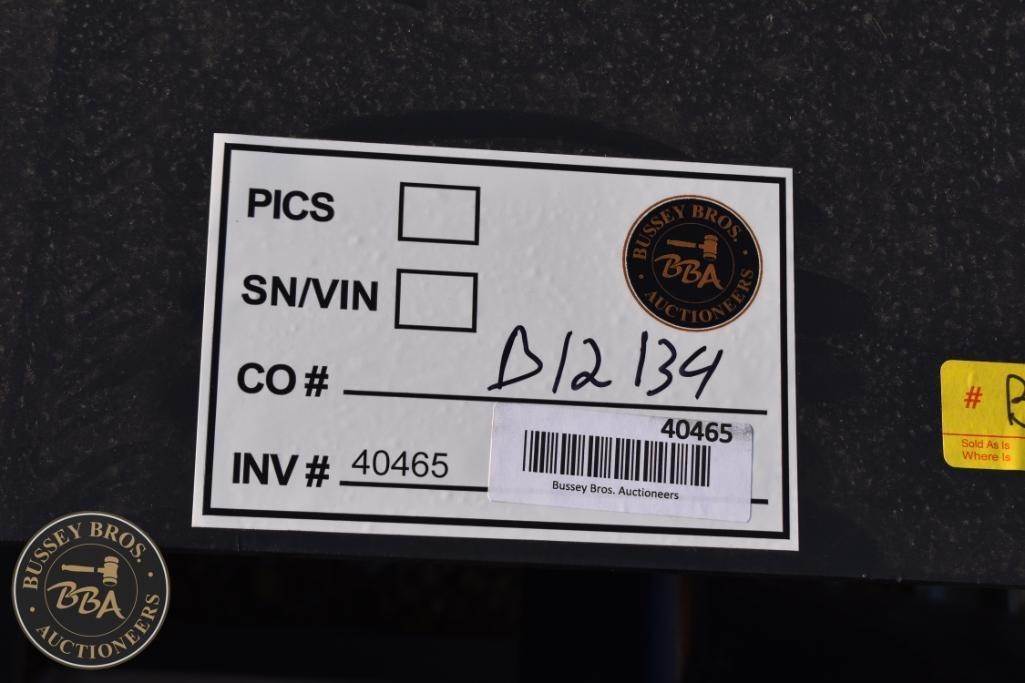 PICS
BUSSEY BROS.
BBA
AUCTIONEERS
SN/VIN
CO # D12134
40465
INV # 40465
Bussey Bros. Auctioneers
#
Sold As Is
Where Is
BUSSEY BROS.
BBA
AUCTIONEERS